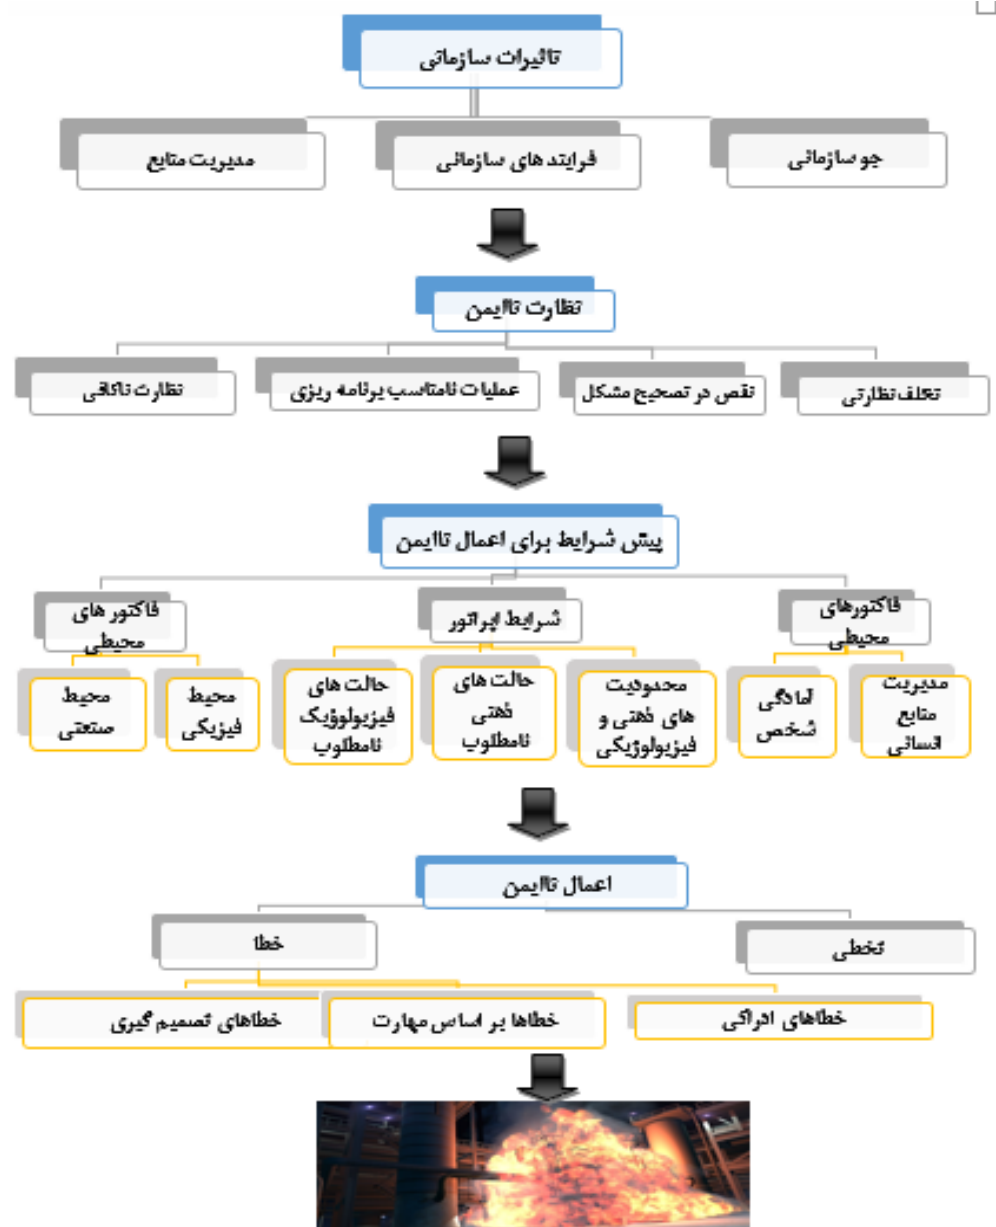 تاثیرات سازمانی
جو سازمانی
فرایندهای سازمانی
مدیریت منابع
نظارت ناایمن
تخلف نظارتی
نقص در تصحیح مشکل
عملیات نامتاسب برنامه ریزی
نظارت ناکافی
پیش شرایط برای اعمال ناایمن
فاکتورهای
محیطی
شرایط اپراتور
فاکتور های
محیطی
مدیریت
منابع
انسانی
آمادگی
شخص
محدودیت
های ذهنی و
فیزیولوژیکی
حالت های
ذهنی
نامطلوب
حالت های
فیزیولوژیک
نامطلوب
محیط
فیزیکی
محیط
صنعتی
اعمال ناایمن
تخطی
خطا
خطاهای ادراکی
خطاها بر اساس مهارت
خطاهای تصمیم گیری